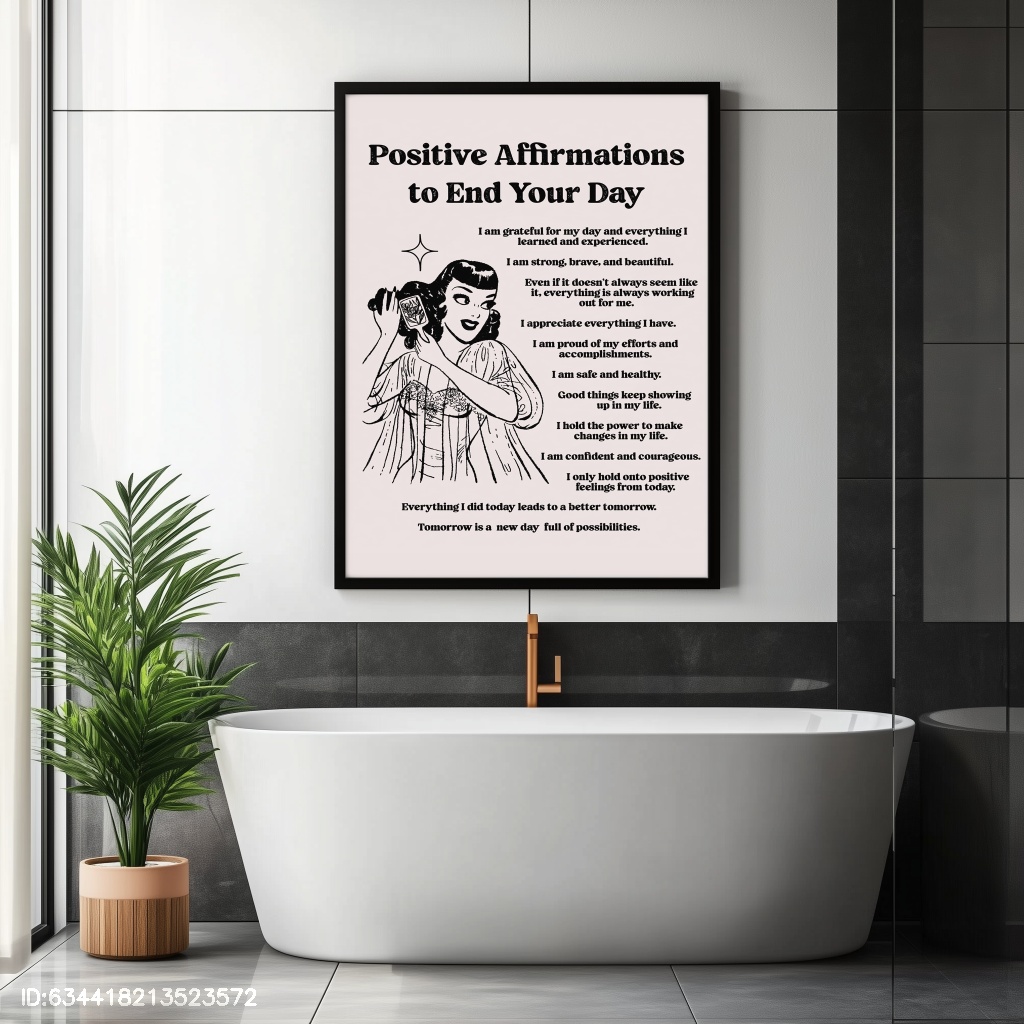 Positive Affirmations
to End Your Day
I am grateful for my day and everything I
learned and experienced.
I am strong, brave, and beautiful.
Even if it doesn't always seem like
it, everything is always working
out for me.
I appreciate everything I have.
I am proud of my efforts and
accomplishments.
I am safe and healthy.
Good things keep showing
up in my life.
I hold the power to make
changes in my life.
I am confident and courageous.
I only hold onto positive
feelings from today.
Everything I did today leads to a better tomorrow.
Tomorrow is a new day full of possibilities.
ID:634418213523572